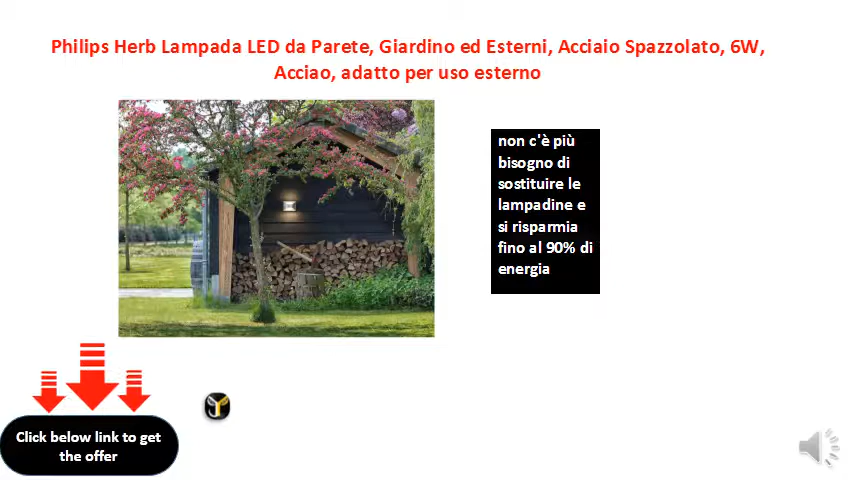 Philips Herb Lampada LED da Parete, Giardino ed Esterni, Acciaio Spazzolato, 6W,
Acciao, adatto per uso esterno
non c'è più
bisogno di
sostituire le
lampadine e
si risparmia
fino al 90% di
energia
Click below link to get
the offer